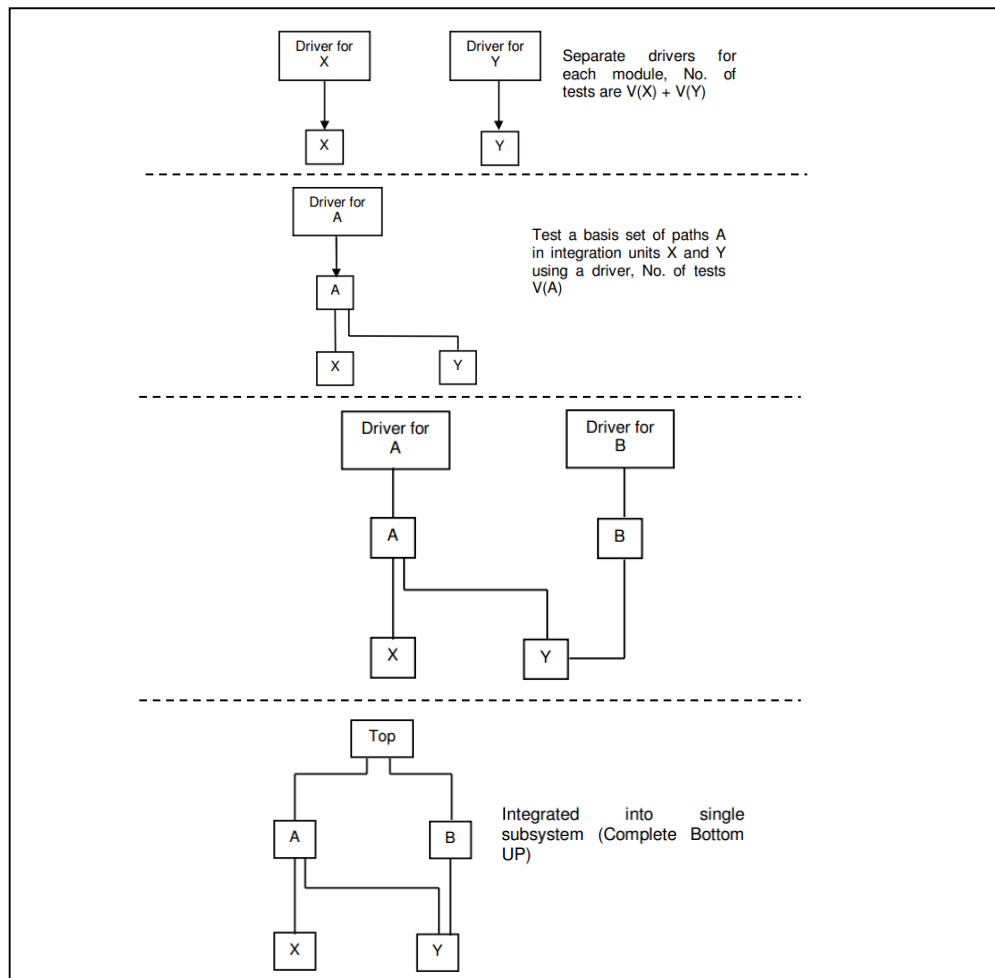 Driver for
X
Driver for
Y
Separate drivers for
each module, No. of
tests are V(X) + V(Y)
X
Y
Driver for
A
Test a basis set of paths A
in integration units X and Y
using a driver, No. of tests
V(A)
A
X
Y
Driver for
A
Driver for
B
A
B
X
Y
Top
Integrated into single
subsystem (Complete Bottom
UP)
A
B
X
Y